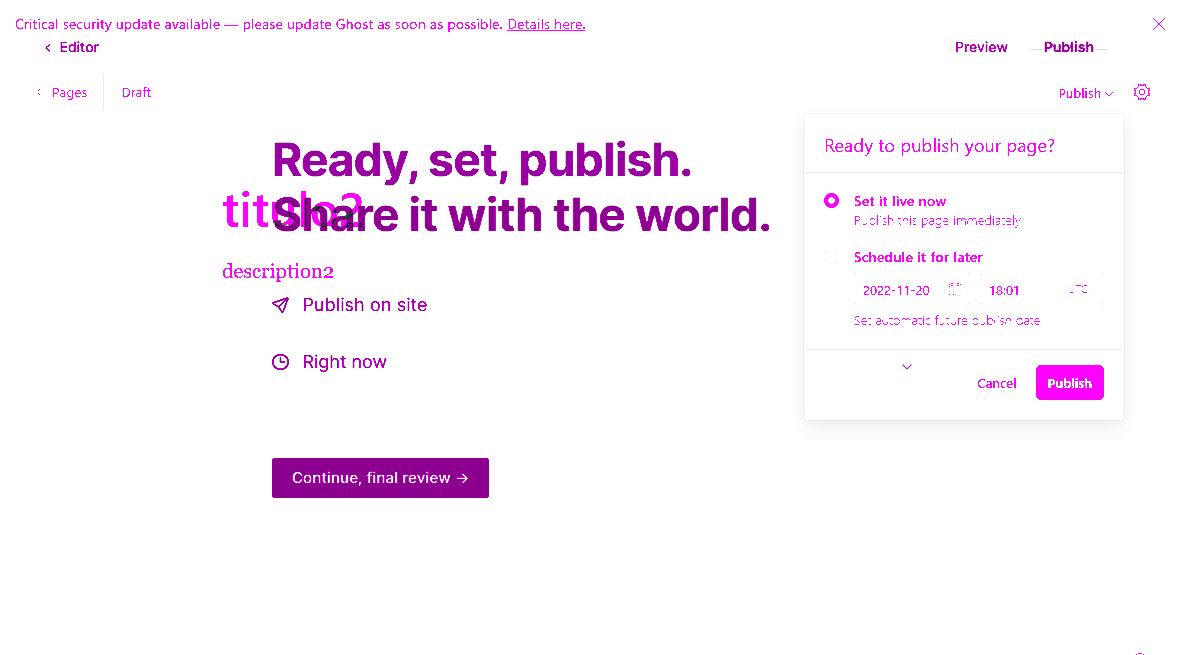 Critical security update available — please update Ghost as soon as possible. Details here.
Editor
Preview
Publish
Pages
Draft
Publish
Ready to publish your page?
Ready, set, publish.
titulo2
Share it with the world.
Set it live now
Publish this page immediately
Schedule it for later
description2
2022-11-20
18:01
UTC
Publish on site
Set automatic future publish date
Right now
Cancel
Publish
Continue, final review →